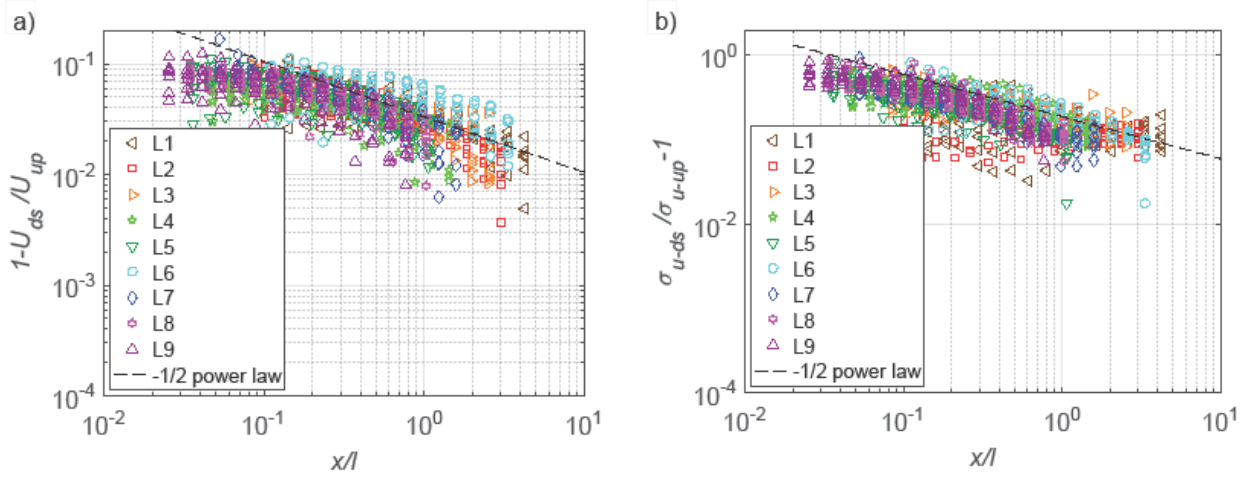 a)
10^-1
10^-2
10^-3
10^-4
1-U_ds /U_up
L1
L2
L3
L4
L5
L6
L7
L8
L9
-1/2 power law
10^-2
10^-1
10^0
10^1
x/l
b)
10^0
10^-2
10^-4
σ_u-ds /σ_u-up -1
L1
L2
L3
L4
L5
L6
L7
L8
L9
-1/2 power law
10^-2
10^-1
10^0
10^1
x/l